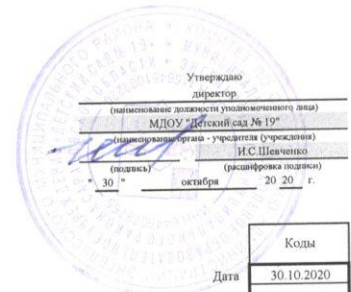 Утверждаю
директор
(наименование должности уполномоченного лица)
МДОУ "Детский сад № 19"
(наименование органа - учредителя (учреждения)
И.С.Шевченко
(подпись) (расшифровка подписи)
" 30 " октября 20 20 г.
Коды
Дата 30.10.2020